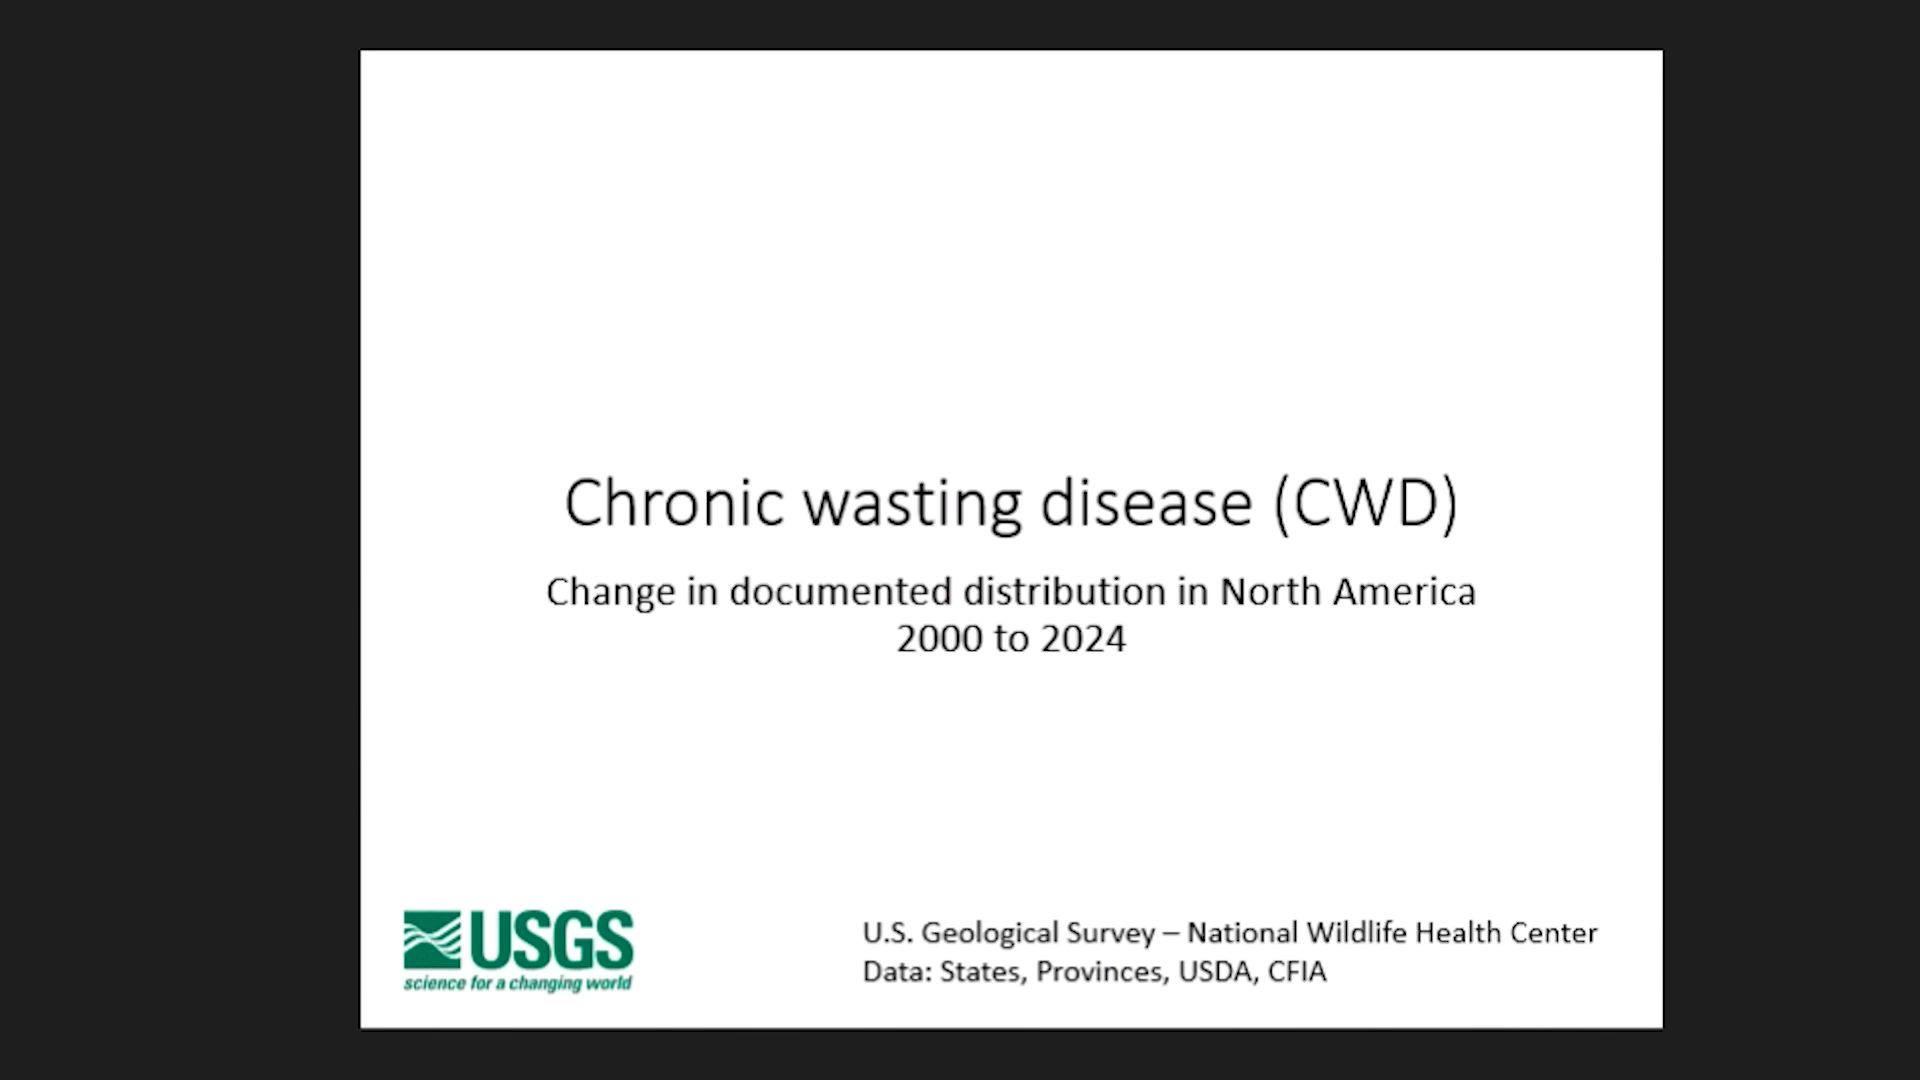 Chronic wasting disease (CWD)
Change in documented distribution in North America
2000 to 2024
USGS
science for a changing world
U.S. Geological Survey – National Wildlife Health Center
Data: States, Provinces, USDA, CFIA